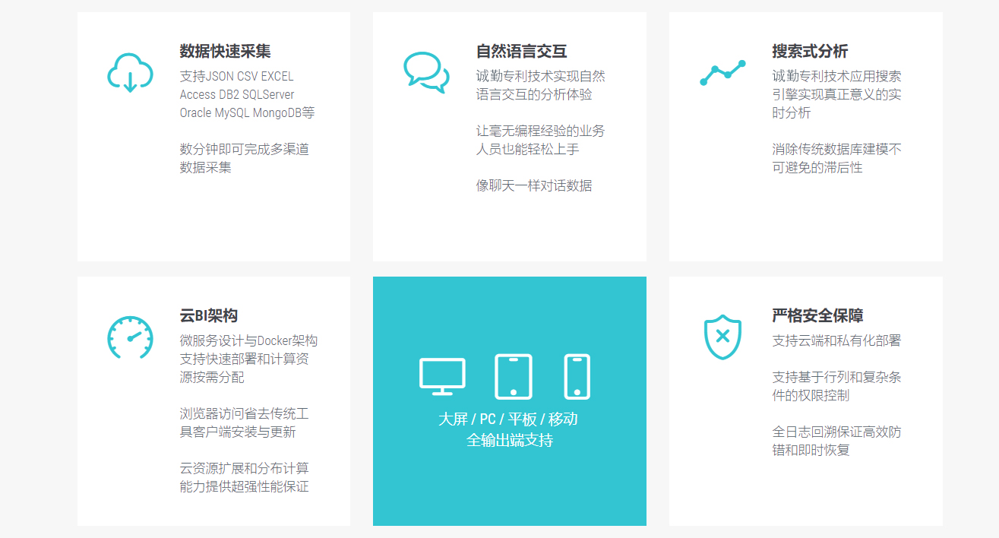 数据快速采集
支持JSON CSV EXCEL
Access DB2 SQLServer
Oracle MySQL MongoDB等
数分钟即可完成多渠道
数据采集
自然语言交互
诚勤专利技术实现自然
语言交互的分析体验
让毫无编程经验的业务
人员也能轻松上手
像聊天一样对话数据
搜索式分析
诚勤专利技术应用搜索
引擎实现真正意义的实
时分析
消除传统数据库建模不
可避免的滞后性
云BI架构
微服务设计与Docker架构
支持快速部署和计算资
源按需分配
浏览器访问省去传统工
具客户端安装与更新
云资源扩展和分布计算
能力提供超强性能保证
大屏 / PC / 平板 / 移动
全输出端支持
严格安全保障
支持云端和私有化部署
支持基于行列和复杂条
件的权限控制
全日志回溯保证高效防
错和即时恢复